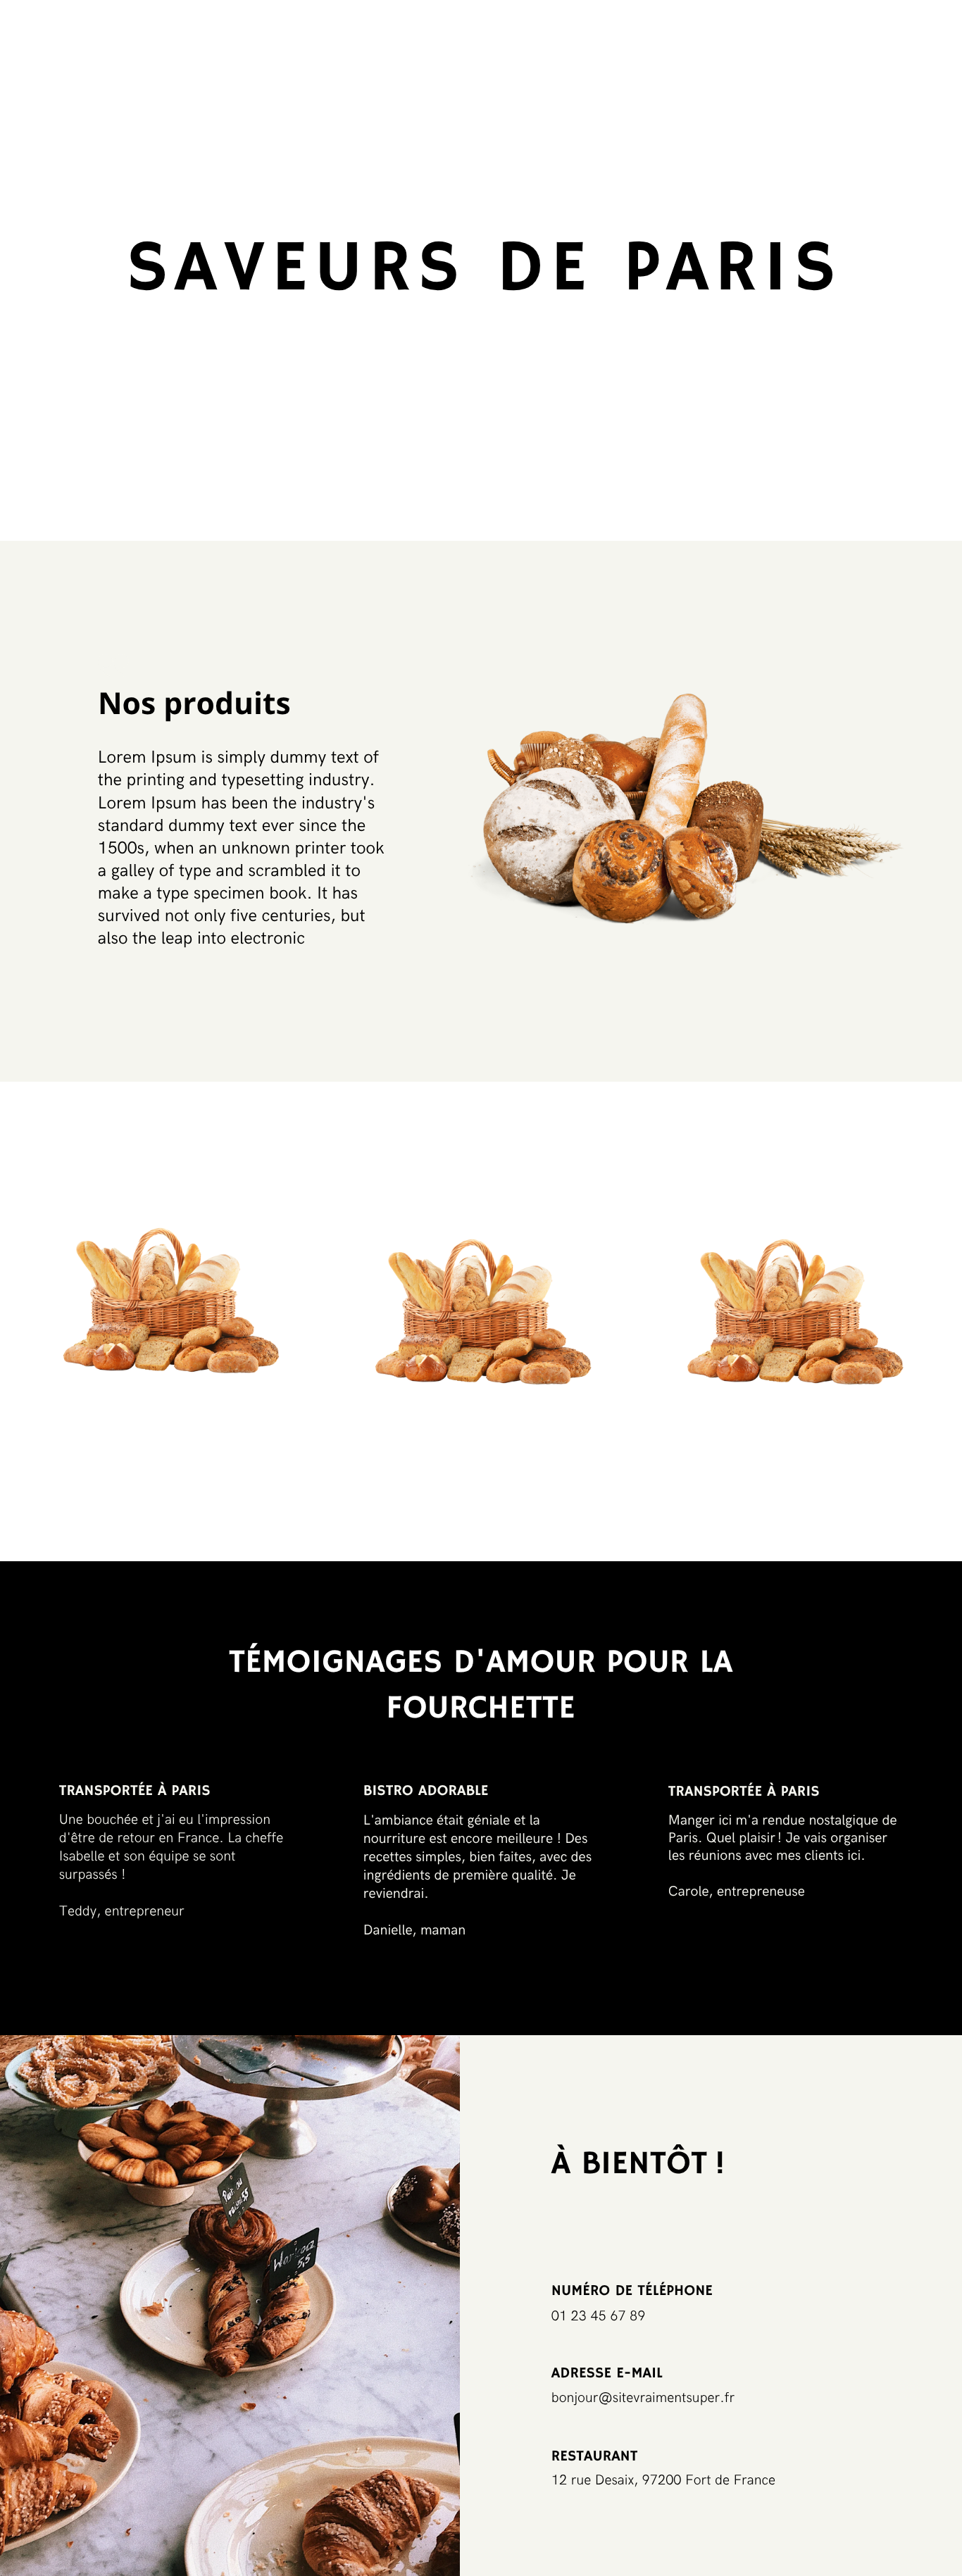 SAVEURS DE PARIS
Nos produits
Lorem Ipsum is simply dummy text of
the printing and typesetting industry.
Lorem Ipsum has been the industry's
standard dummy text ever since the
1500s, when an unknown printer took
a galley of type and scrambled it to
make a type specimen book. It has
survived not only five centuries, but
also the leap into electronic
TÉMOIGNAGES D'AMOUR POUR LA
FOURCHETTE
TRANSPORTÉE À PARIS
Une bouchée et j'ai eu l'impression
d'être de retour en France. La cheffe
Isabelle et son équipe se sont
surpassés !
Teddy, entrepreneur
BISTRO ADORABLE
L'ambiance était géniale et la
nourriture est encore meilleure ! Des
recettes simples, bien faites, avec des
ingrédients de première qualité. Je
reviendrai.
Danielle, maman
TRANSPORTÉE À PARIS
Manger ici m'a rendue nostalgique de
Paris. Quel plaisir ! Je vais organiser
les réunions avec mes clients ici.
Carole, entrepreneuse
À BIENTÔT !
NUMÉRO DE TÉLÉPHONE
01 23 45 67 89
ADRESSE E-MAIL
bonjour@sitevraimentsuper.fr
RESTAURANT
12 rue Desaix, 97200 Fort de France